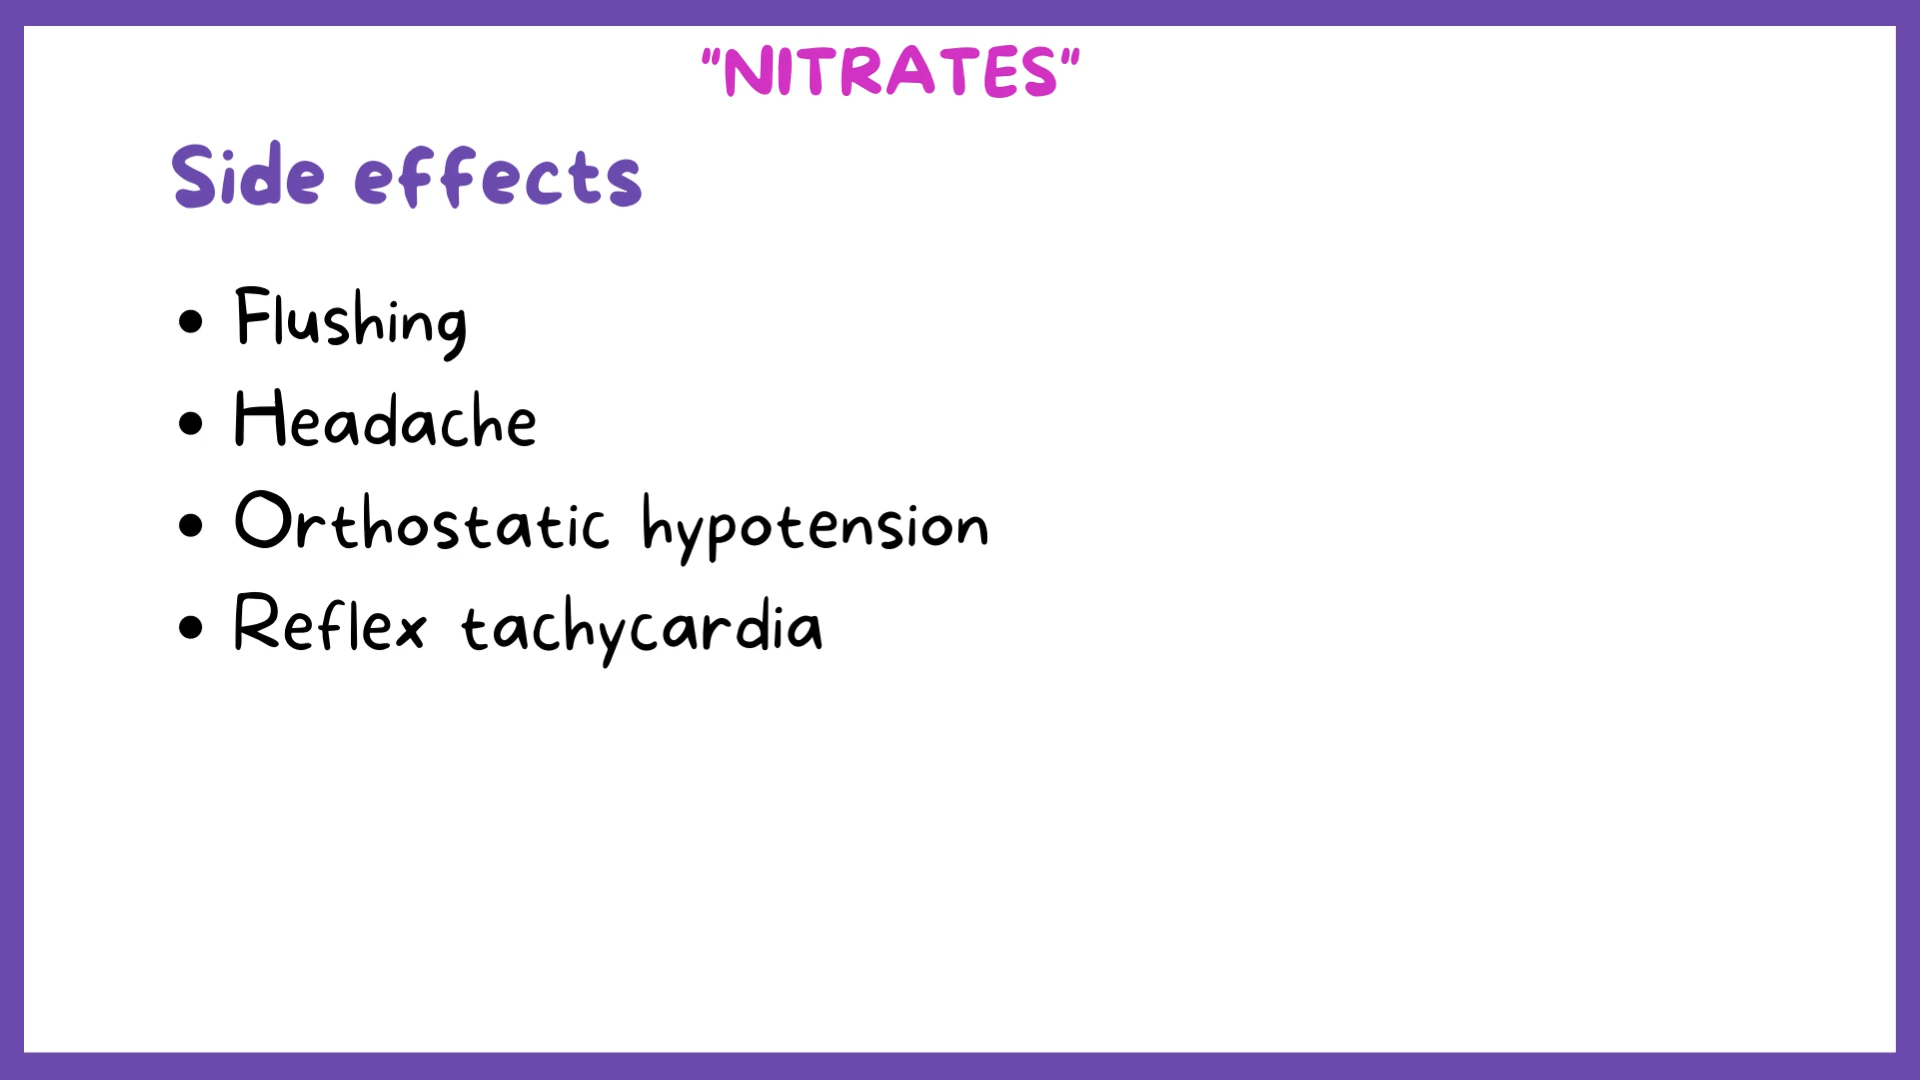 "NITRATES"
Side effects
• Flushing
• Headache
• Orthostatic hypotension
• Reflex tachycardia